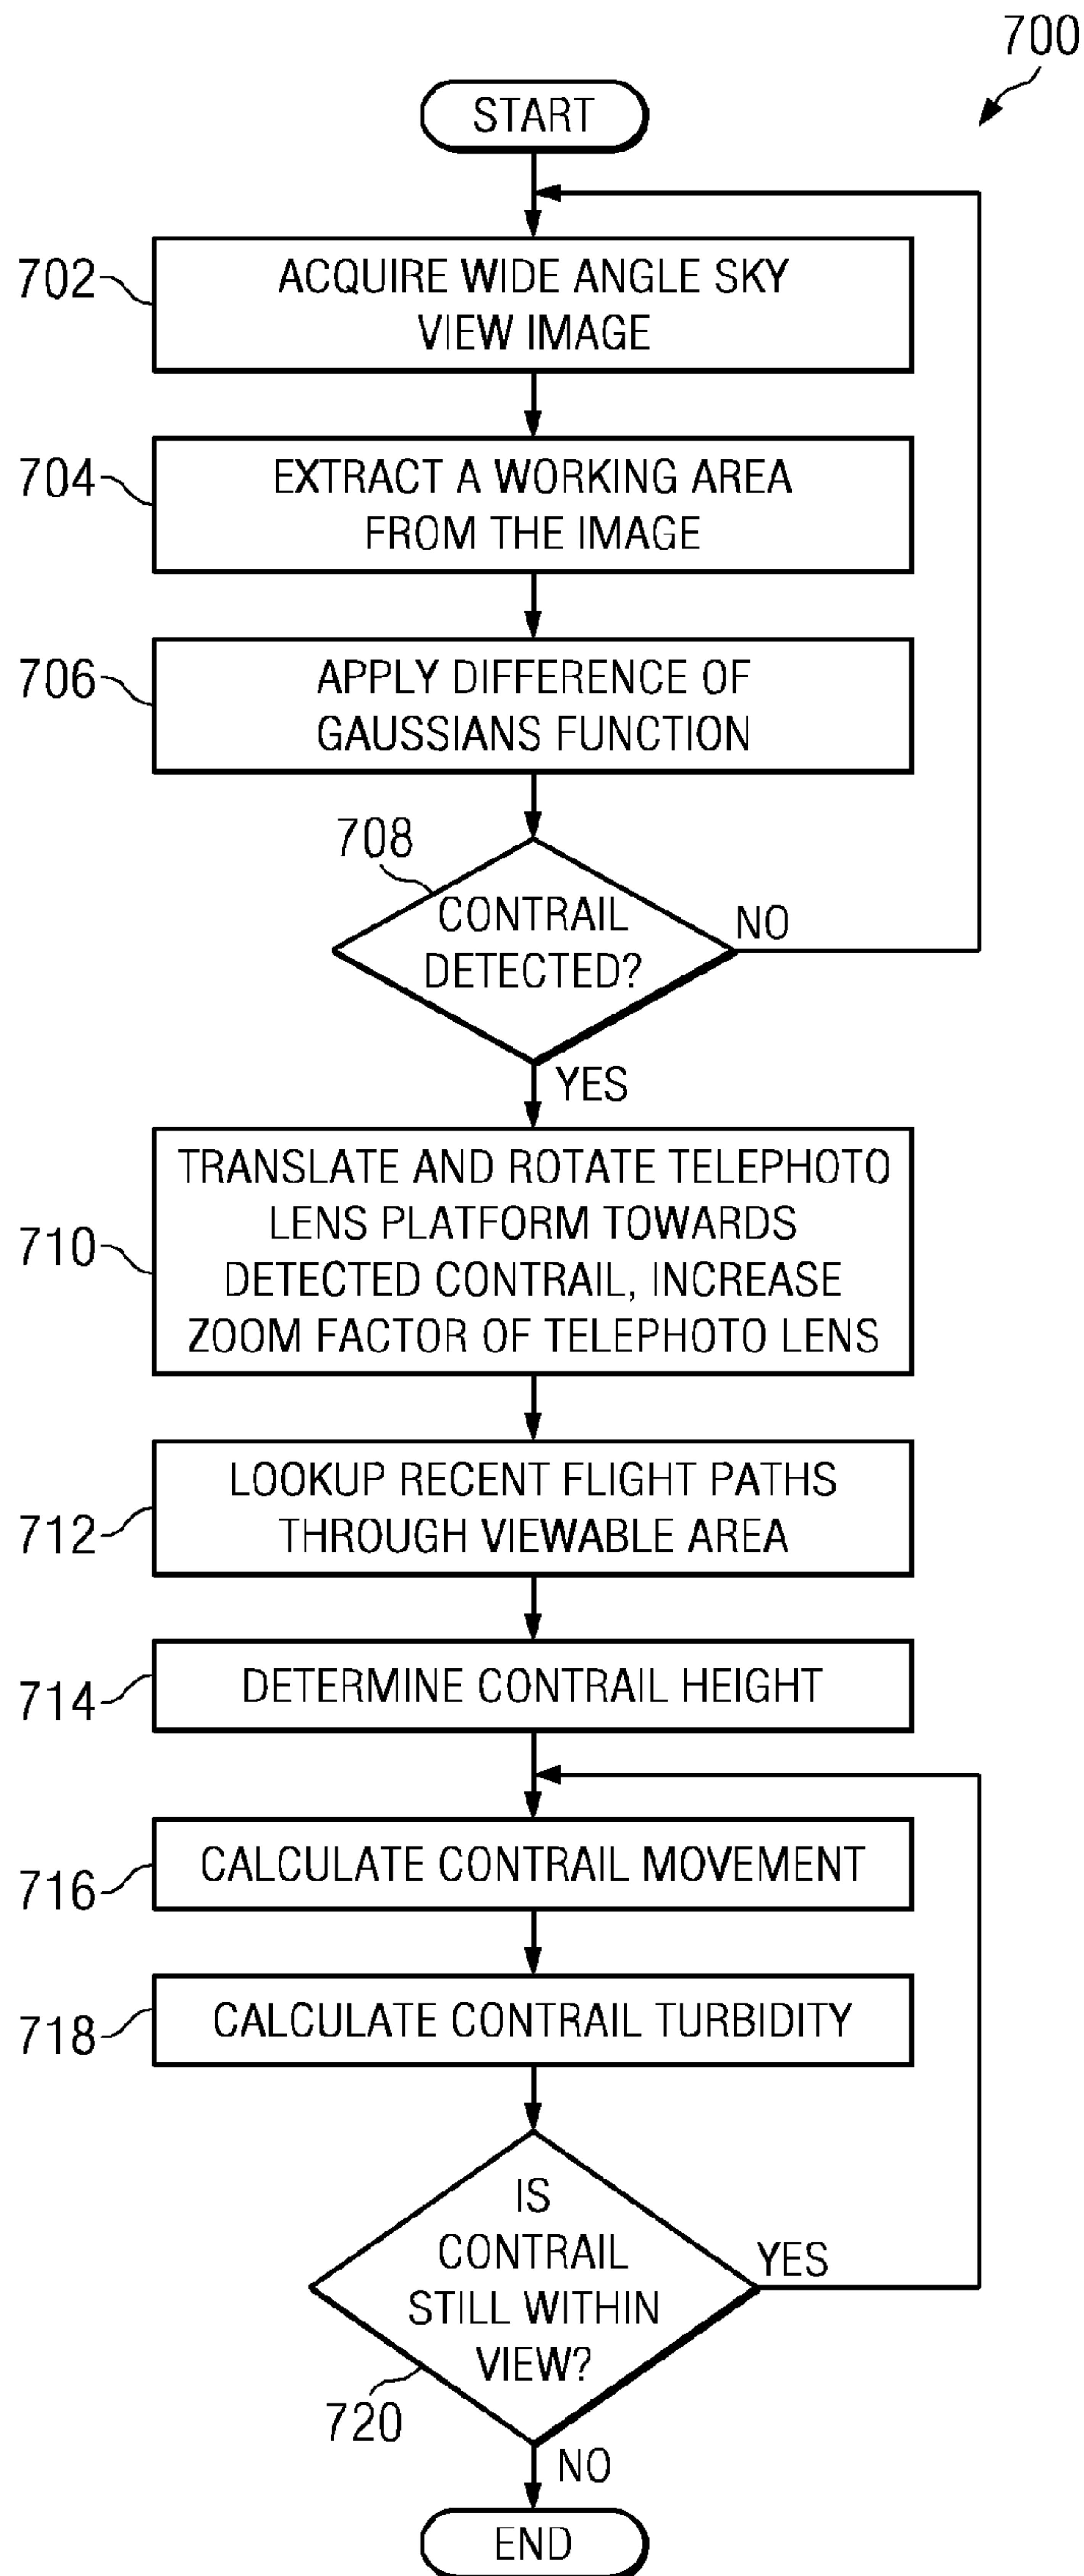 700
START
702
ACQUIRE WIDE ANGLE SKY
VIEW IMAGE
704
EXTRACT A WORKING AREA
FROM THE IMAGE
706
APPLY DIFFERENCE OF
GAUSSIANS FUNCTION
708
CONTRAIL
DETECTED?
NO
YES
710
TRANSLATE AND ROTATE TELEPHOTO
LENS PLATFORM TOWARDS
DETECTED CONTRAIL, INCREASE
ZOOM FACTOR OF TELEPHOTO LENS
712
LOOKUP RECENT FLIGHT PATHS
THROUGH VIEWABLE AREA
714
DETERMINE CONTRAIL HEIGHT
716
CALCULATE CONTRAIL MOVEMENT
718
CALCULATE CONTRAIL TURBIDITY
IS
CONTRAIL
STILL WITHIN
VIEW?
YES
720
NO
END